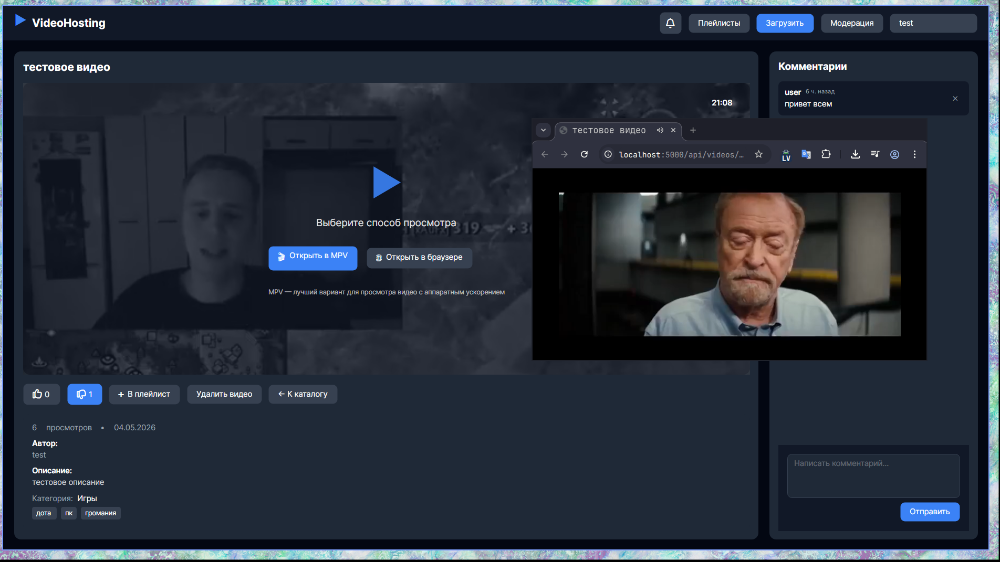 VideoHosting
Плейлисты
Загрузить
Модерация
test
тестовое видео
21:08
Выберите способ просмотра
319
Открыть в MPV
Открыть в браузере
MPV — лучший вариант для просмотра видео с аппаратным ускорением
0
1
+ В плейлист
Удалить видео
← К каталогу
6 просмотров • 04.05.2026
Автор:
test
Описание:
тестовое описание
Категория: Игры
дота пк громания
Комментарии
user 6 ч. назад
привет всем
тестовое видео
localhost:5000/api/videos/…
LV
Написать комментарий...
Отправить